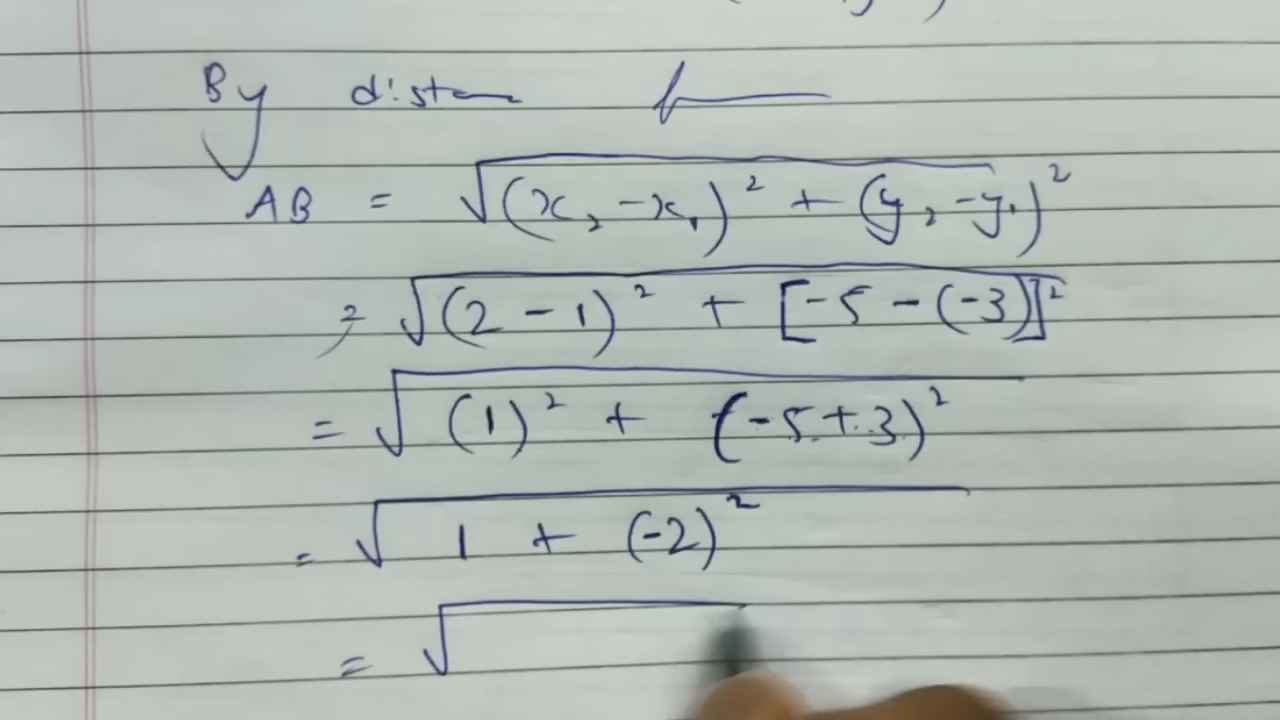 By distance f
AB = √(x₂ - x₁)² + (y₂ - y₁)²
= √(2 - 1)² + [-5 - (-3)]²
= √(1)² + (-5 + 3)²
= √1 + (-2)²
= √